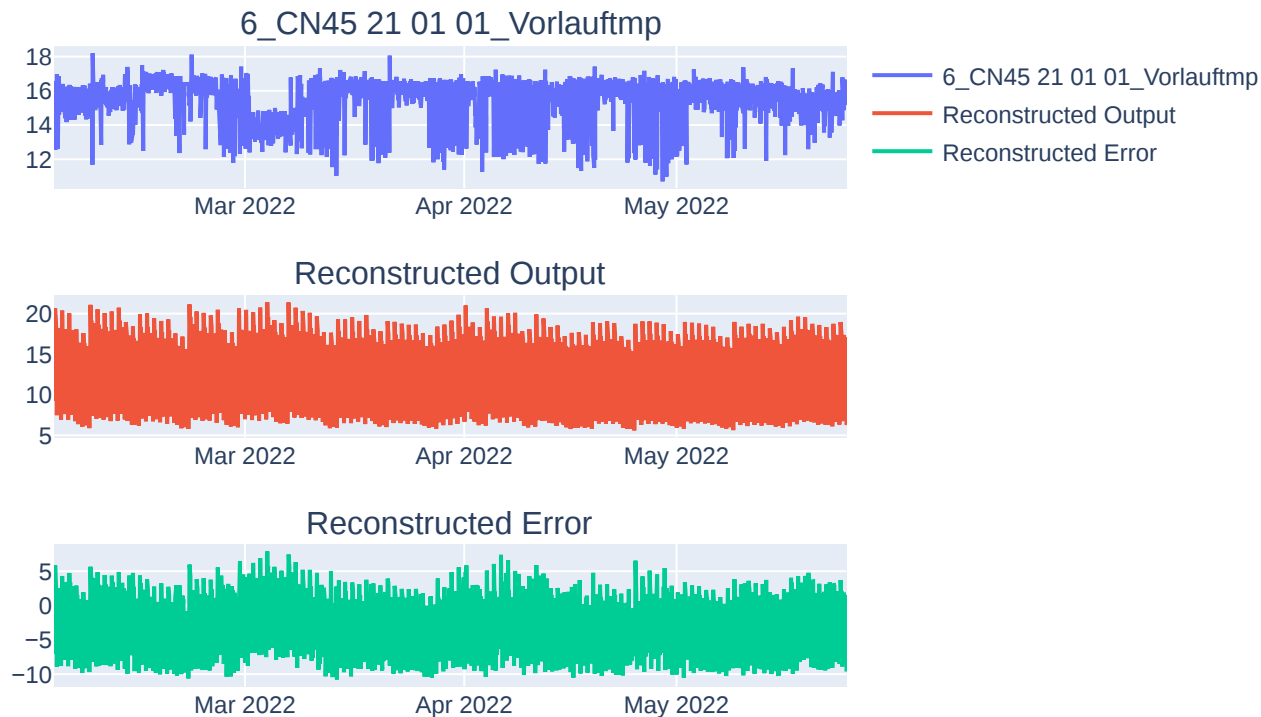 6_CN45 21 01 01_Vorlauftmp
18
16
14
12
Mar 2022 Apr 2022 May 2022
6_CN45 21 01 01_Vorlauftmp
Reconstructed Output
Reconstructed Error
Reconstructed Output
20
15
10
5
Mar 2022 Apr 2022 May 2022
Reconstructed Error
5
0
−5
−10
Mar 2022 Apr 2022 May 2022